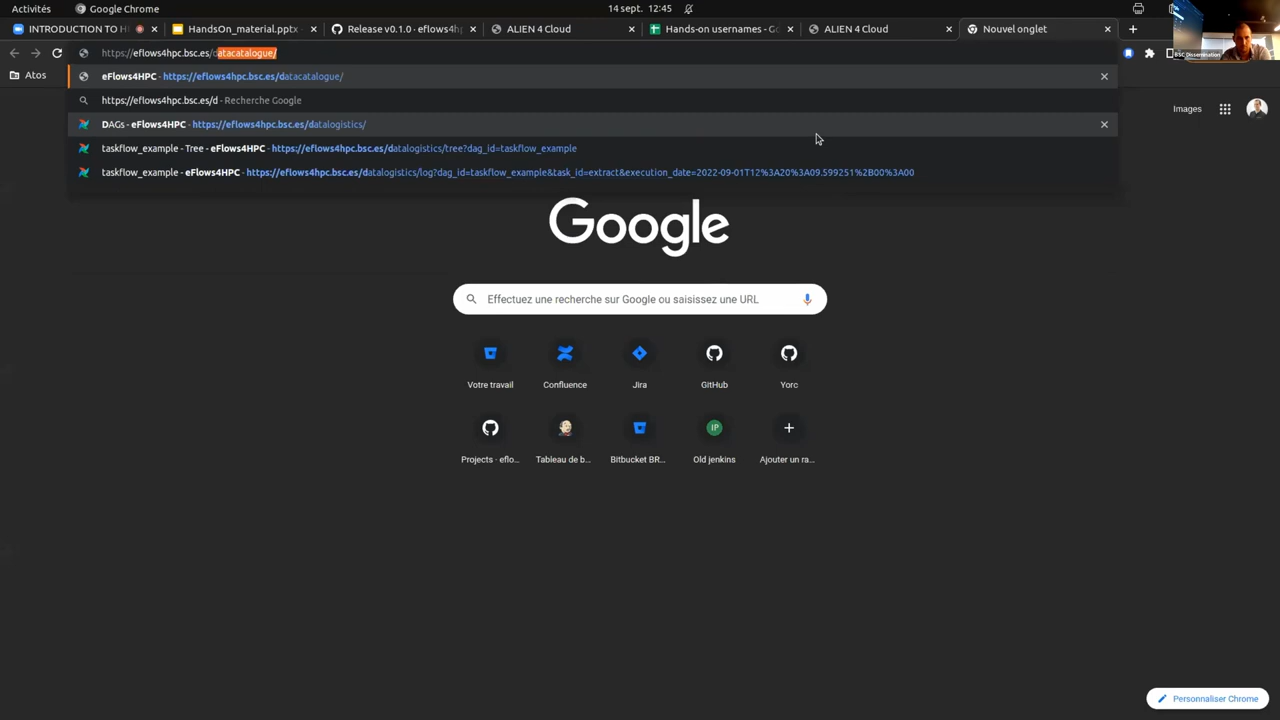 Activités
Google Chrome
14 sept. 12:45
INTRODUCTION TO H
HandsOn_material.pptx
Release v0.1.0 · eflows4h
ALIEN 4 Cloud
Hands-on usernames - Go
ALIEN 4 Cloud
Nouvel onglet
https://eflows4hpc.bsc.es/datacatalogue/
BSC Dissemination
Atos
eFlows4HPC - https://eflows4hpc.bsc.es/datacatalogue/
https://eflows4hpc.bsc.es/d - Recherche Google
DAGs - eFlows4HPC - https://eflows4hpc.bsc.es/datalogistics/
taskflow_example - Tree - eFlows4HPC - https://eflows4hpc.bsc.es/datalogistics/tree?dag_id=taskflow_example
taskflow_example - eFlows4HPC - https://eflows4hpc.bsc.es/datalogistics/log?dag_id=taskflow_example&task_id=extract&execution_date=2022-09-01T12%3A20%3A09.599251%2B00%3A00
Images
Google
Effectuez une recherche sur Google ou saisissez une URL
Votre travail
Confluence
Jira
GitHub
Yorc
IP
Projects · eflo...
Tableau de b...
Bitbucket BR...
Old jenkins
Ajouter un ra...
Personnaliser Chrome